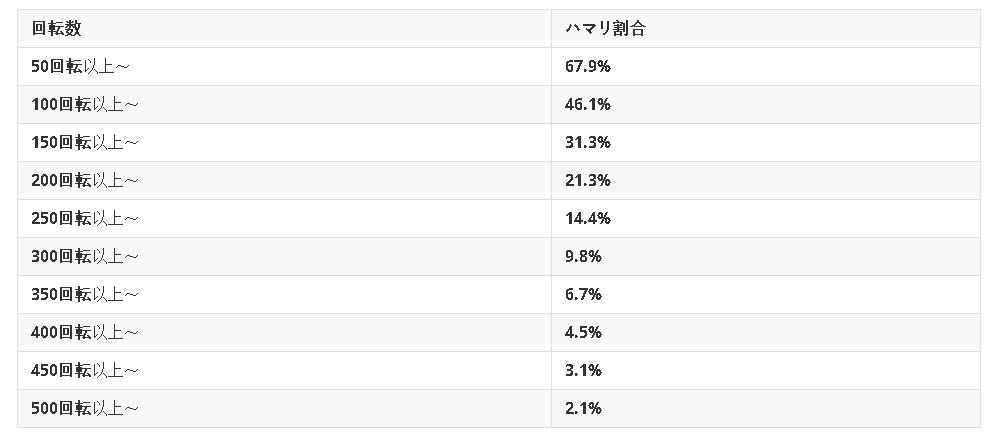 回転数 ハマリ割合
50回転以上～ 67.9%
100回転以上～ 46.1%
150回転以上～ 31.3%
200回転以上～ 21.3%
250回転以上～ 14.4%
300回転以上～ 9.8%
350回転以上～ 6.7%
400回転以上～ 4.5%
450回転以上～ 3.1%
500回転以上～ 2.1%